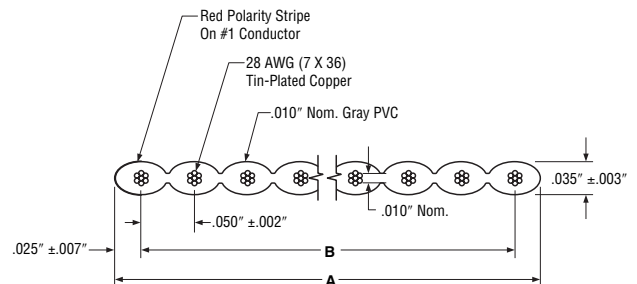 Red Polarity Stripe
On #1 Conductor
28 AWG (7 X 36)
Tin-Plated Copper
.010" Nom. Gray PVC
.035" ±.003"
.010" Nom.
.050" ±.002"
.025" ±.007"
B
A